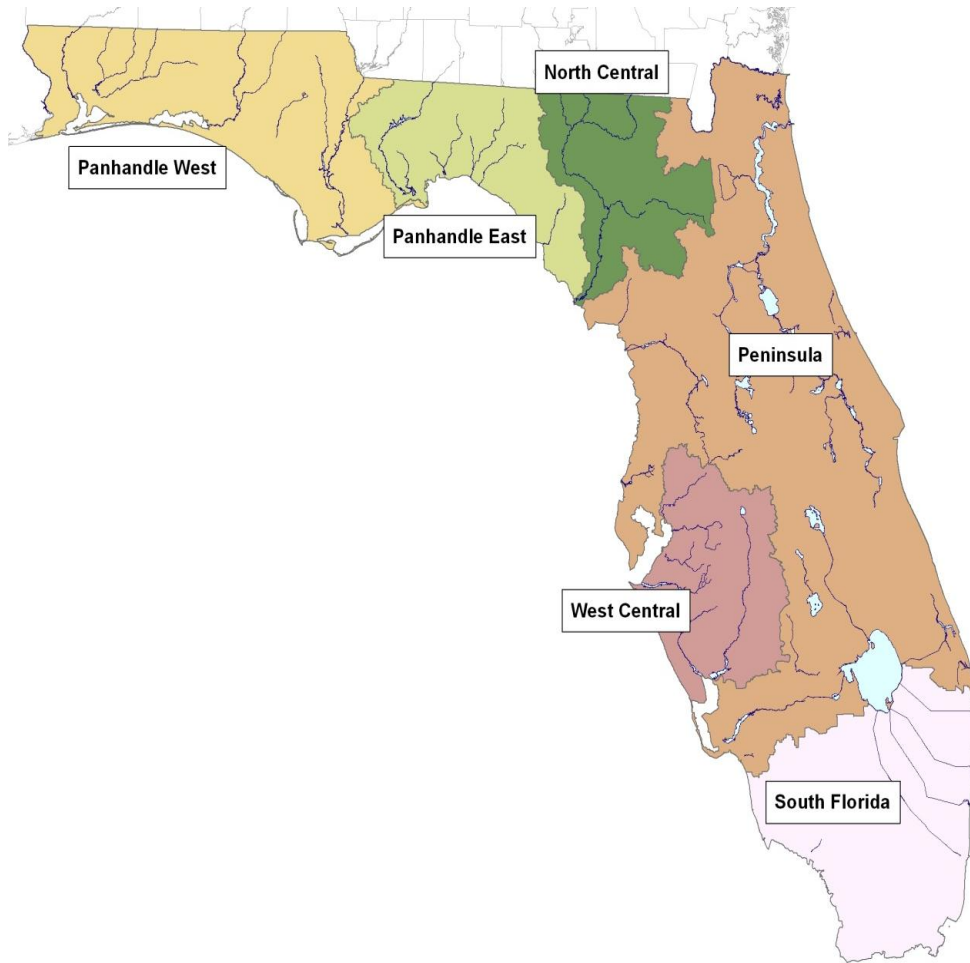 North Central
Panhandle West
Panhandle East
Peninsula
West Central
South Florida